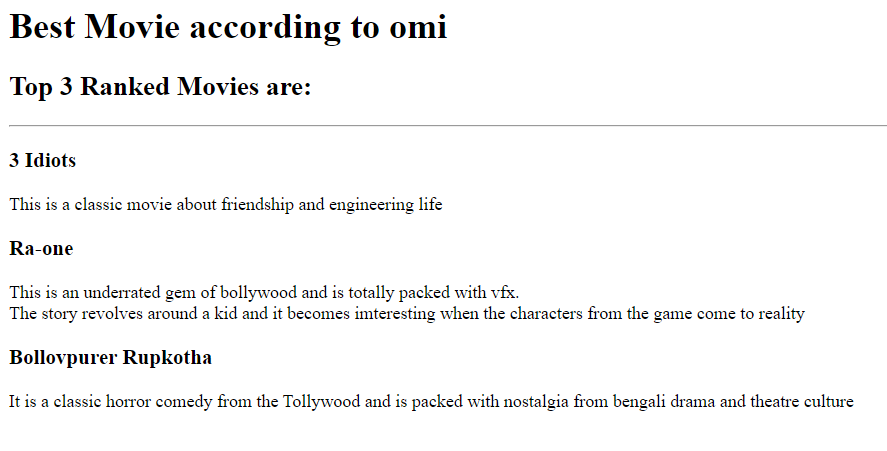 Best Movie according to omi
Top 3 Ranked Movies are:
3 Idiots
This is a classic movie about friendship and engineering life
Ra-one
This is an underrated gem of bollywood and is totally packed with vfx.
The story revolves around a kid and it becomes imteresting when the characters from the game come to reality
Bollovpurer Rupkotha
It is a classic horror comedy from the Tollywood and is packed with nostalgia from bengali drama and theatre culture